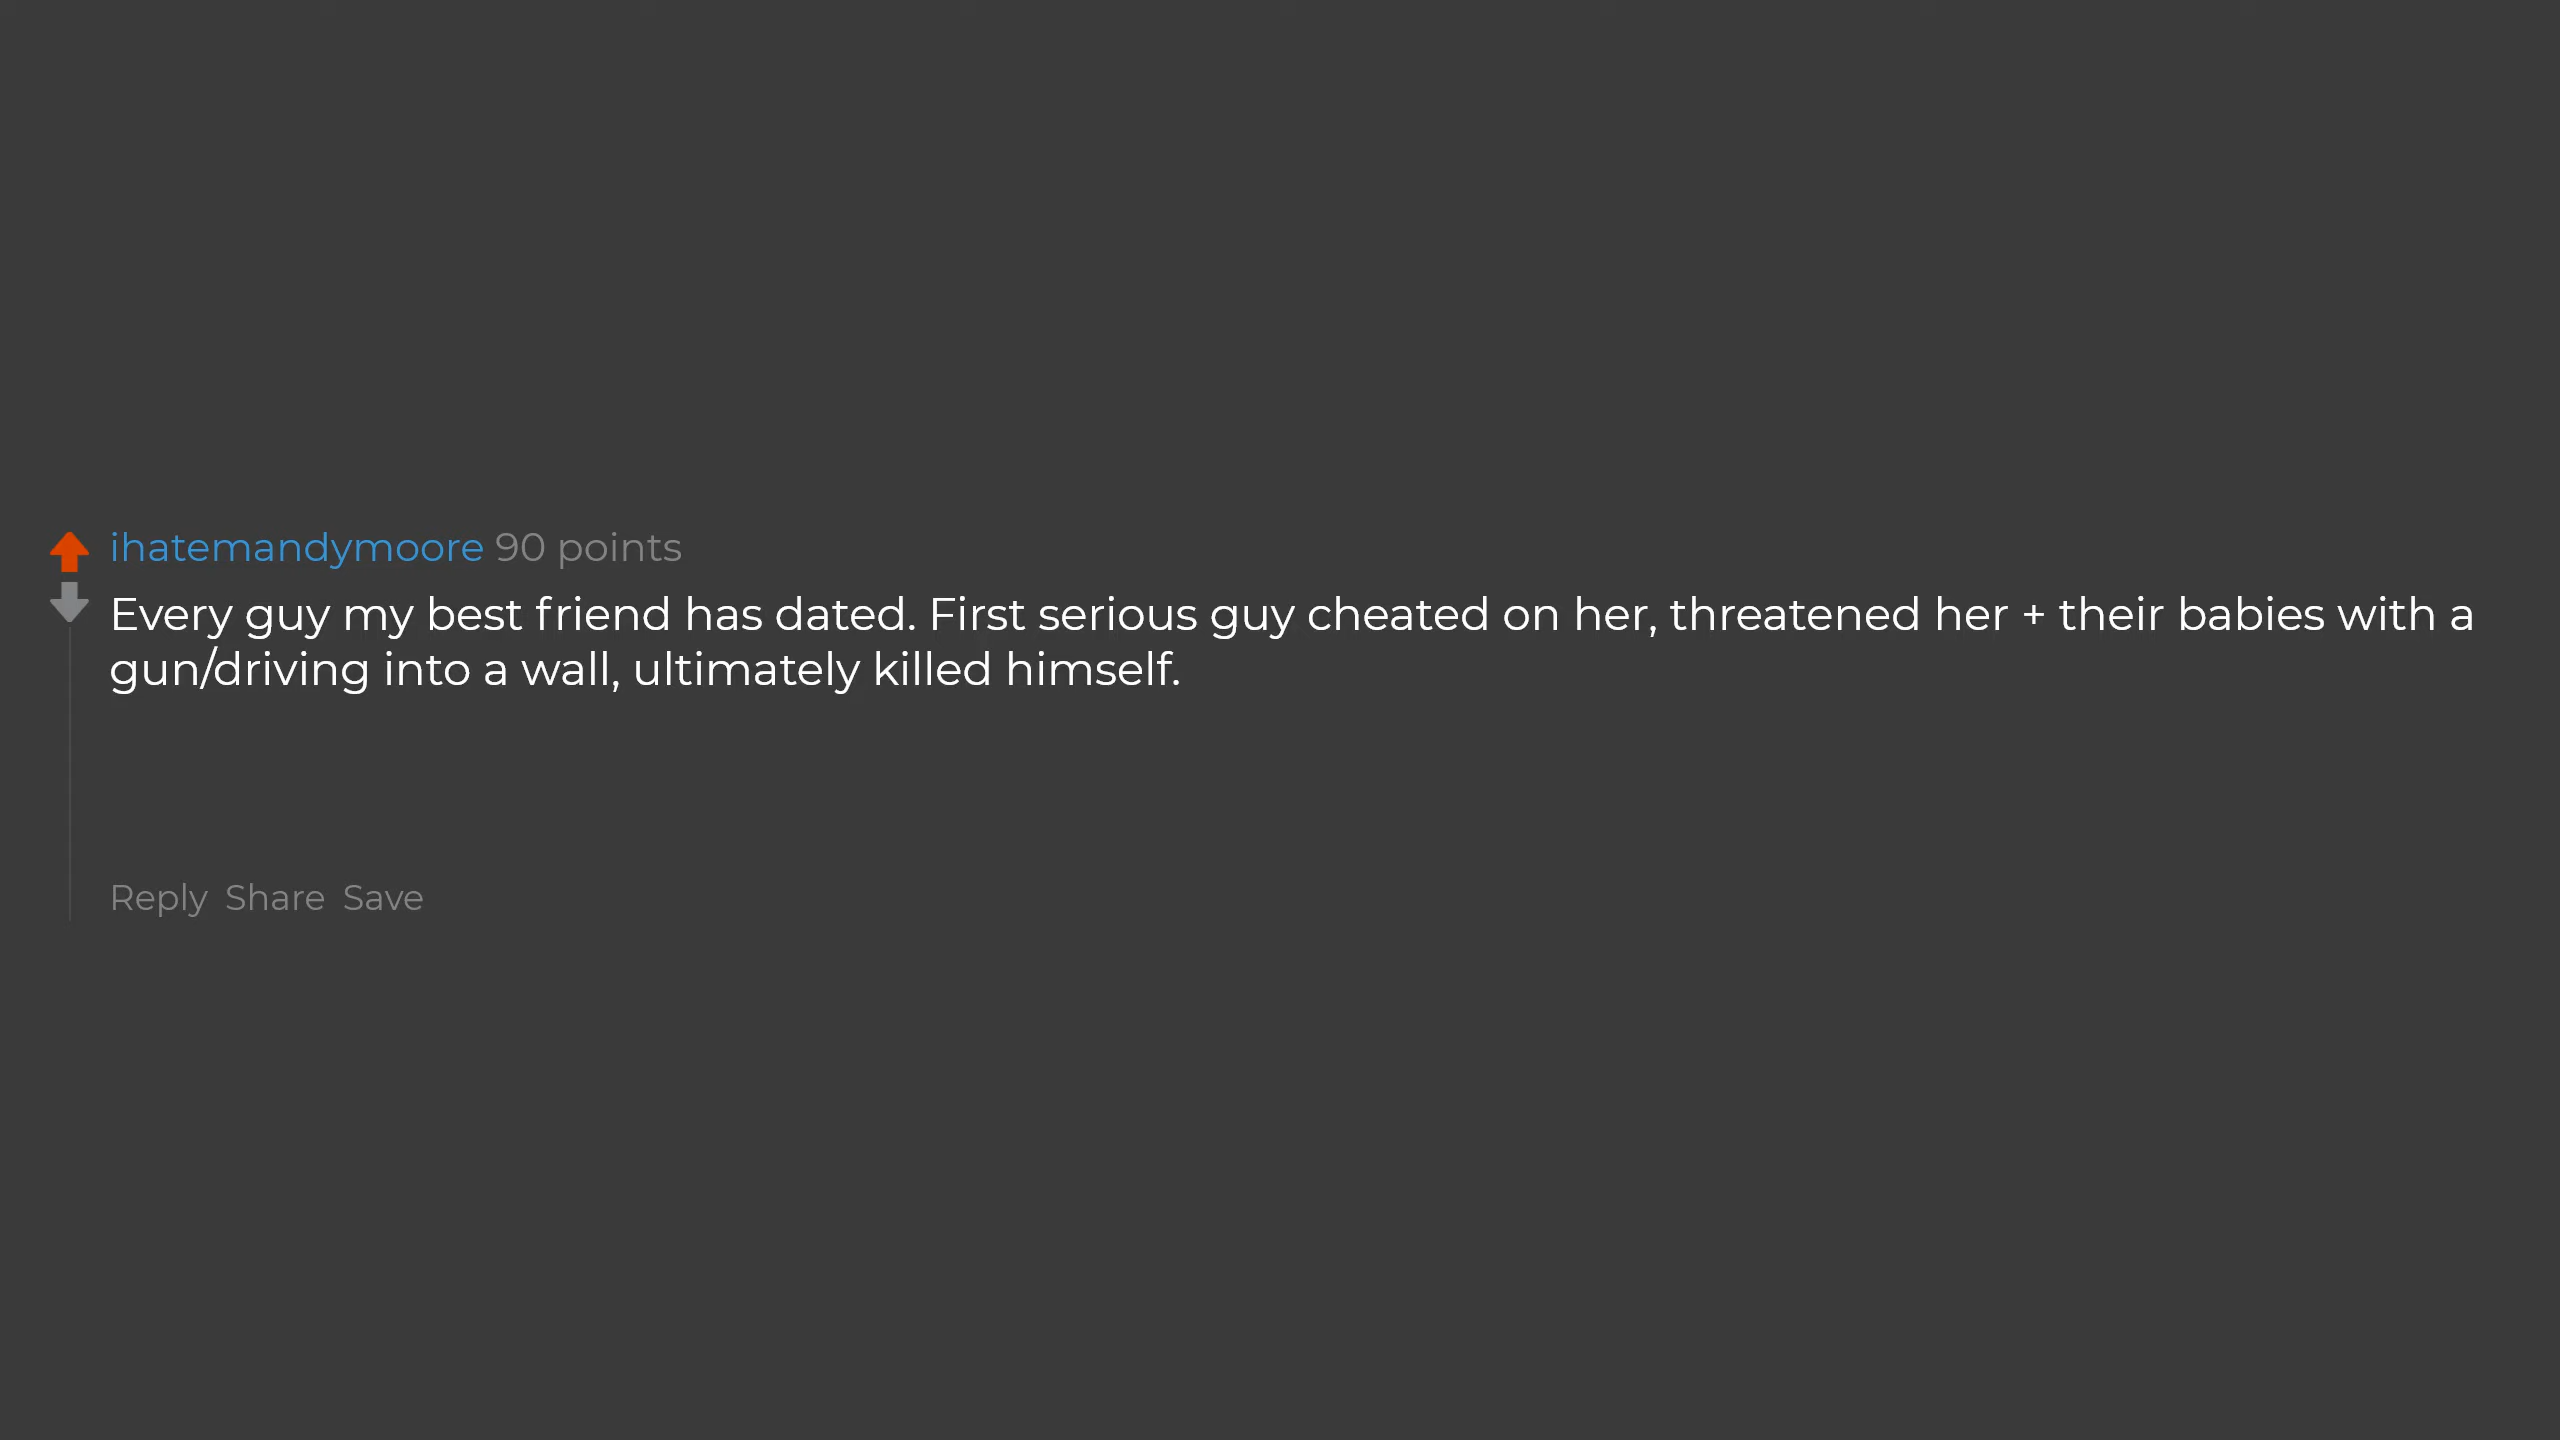 ihatemandymoore 90 points
Every guy my best friend has dated. First serious guy cheated on her, threatened her + their babies with a
gun/driving into a wall, ultimately killed himself.
Reply Share Save